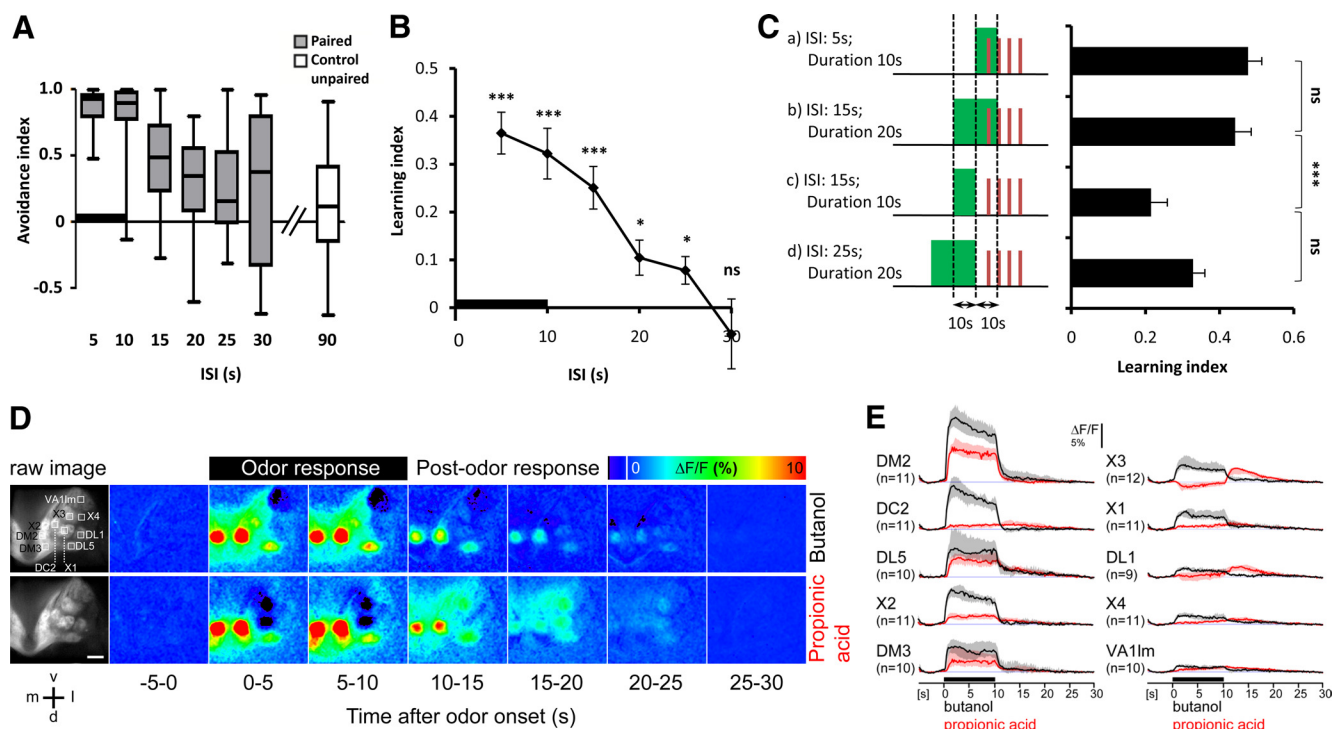 A
Paired
Control
unpaired
Avoidance index
1.0
0.5
0
-0.5
5 10 15 20 25 30 90
ISI (s)
B
Learning index
0.5
0.4
0.3
0.2
0.1
0
*** *** *** * * ns
0 10 20 30
ISI (s)
C
a) ISI: 5s;
Duration 10s
b) ISI: 15s;
Duration 20s
c) ISI: 15s;
Duration 10s
d) ISI: 25s;
Duration 20s
10s 10s
ns
***
ns
0 0.2 0.4 0.6
Learning index
D
raw image
Odor response
Post-odor response
0 ΔF/F (%) 10
VA1lm
X3
X4
X2
DM2
DL1
DM3
DL5
DC2 X1
Butanol
Propionic
acid
v
m l
d
-5-0 0-5 5-10 10-15 15-20 20-25 25-30
Time after odor onset (s)
E
ΔF/F
5%
DM2
(n=11)
DC2
(n=11)
DL5
(n=10)
X2
(n=11)
DM3
(n=10)
[s] 0 5 10 15 20 25 30
butanol
propionic acid
X3
(n=12)
X1
(n=11)
DL1
(n=9)
X4
(n=11)
VA1lm
(n=10)
[s] 0 5 10 15 20 25 30
butanol
propionic acid